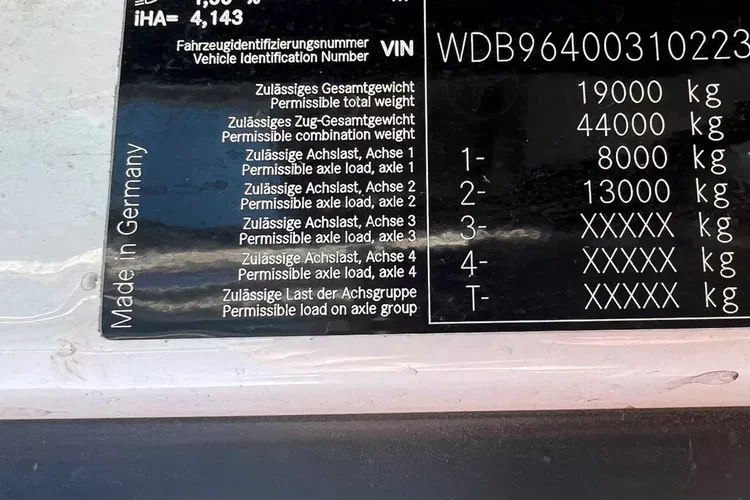 iHA= 4,143
Fahrzeugidentifizierungsnummer VIN WDB96400310223
Vehicle Identification Number
Zulässiges Gesamtgewicht 19000 kg
Permissible total weight
Zulässiges Zug-Gesamtgewicht 44000 kg
Permissible combination weight
Zulässige Achslast, Achse 1 1- 8000 kg
Permissible axle load, axle 1
Zulässige Achslast, Achse 2 2- 13000 kg
Permissible axle load, axle 2
Zulässige Achslast, Achse 3 3- XXXXX kg
Permissible axle load, axle 3
Zulässige Achslast, Achse 4 4- XXXXX kg
Permissible axle load, axle 4
Zulässige Last der Achsgruppe T- XXXXX kg
Permissible load on axle group
Made in Germany